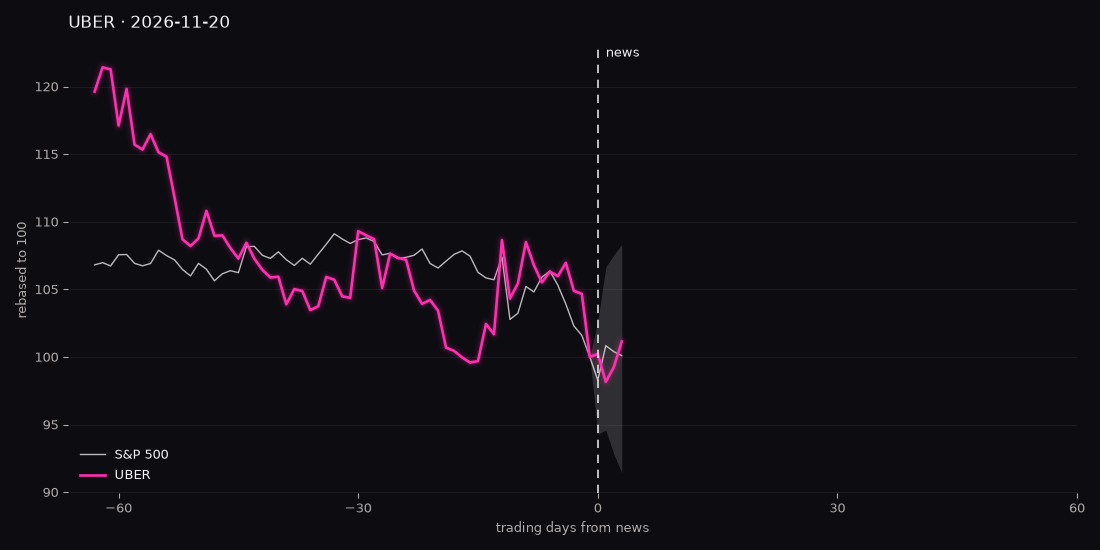 UBER · 2026-11-20
news
120
115
110
105
100
95
90
rebased to 100
S&P 500
UBER
−60
−30
0
30
60
trading days from news